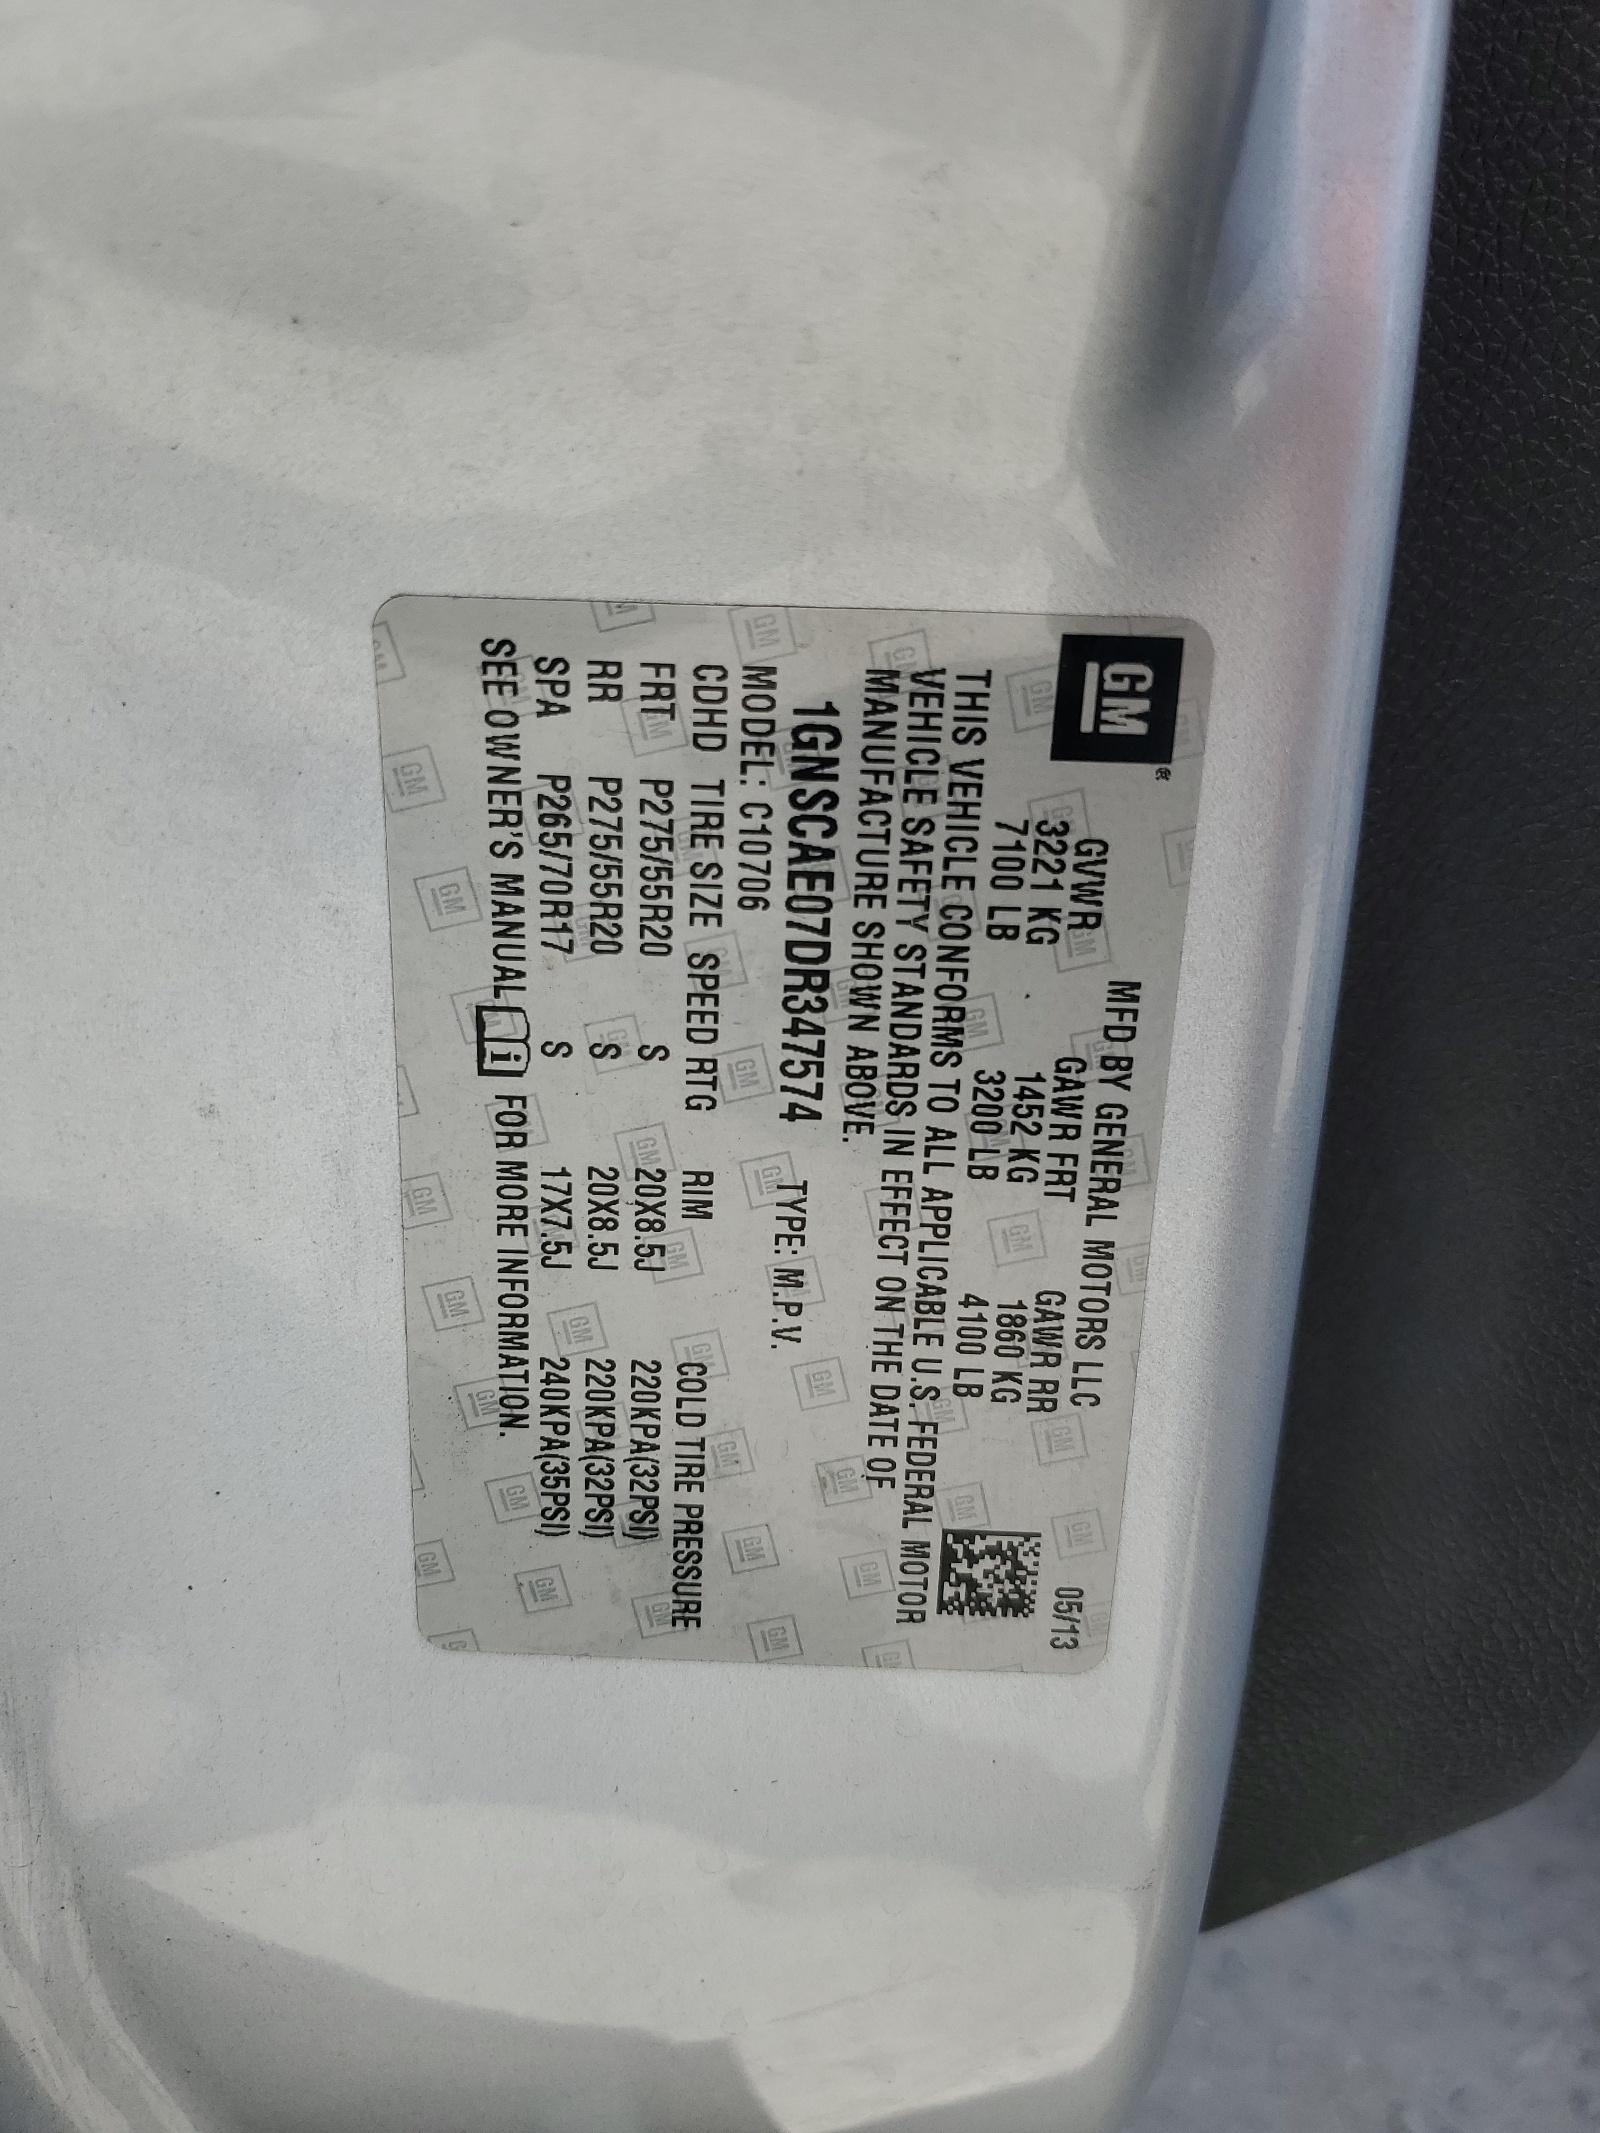 GM®
MFD BY GENERAL MOTORS LLC 05/13
GVWR GAWR FRT GAWR RR
3221 KG 1452 KG 1860 KG
7100 LB 3200 LB 4100 LB
THIS VEHICLE CONFORMS TO ALL APPLICABLE U.S. FEDERAL MOTOR
VEHICLE SAFETY STANDARDS IN EFFECT ON THE DATE OF
MANUFACTURE SHOWN ABOVE.
1GNSCAE07DR347574 TYPE: M.P.V.
MODEL: C10706
CDHD TIRE SIZE SPEED RTG RIM COLD TIRE PRESSURE
FRT P275/55R20 S 20X8.5J 220KPA(32PSI)
RR P275/55R20 S 20X8.5J 220KPA(32PSI)
SPA P265/70R17 S 17X7.5J 240KPA(35PSI)
SEE OWNER'S MANUAL i FOR MORE INFORMATION.